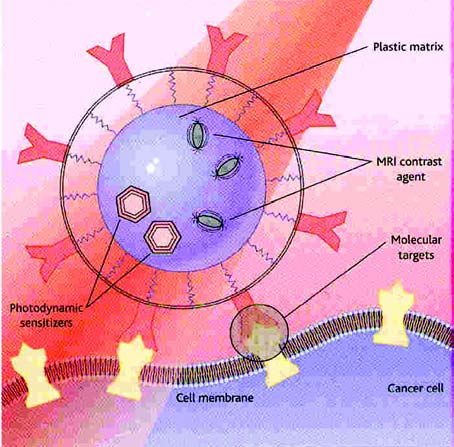 Plastic matrix
MRI contrast
agent
Molecular
targets
Photodynamic
sensitizers
Cell membrane
Cancer cell